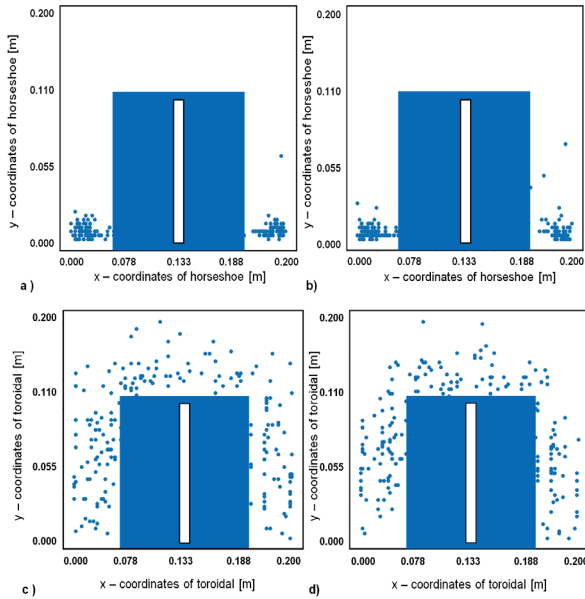 0.200
0.110
0.055
0.000
y – coordinates of horseshoe [m]
0.000 0.078 0.133 0.188 0.200
x – coordinates of horseshoe [m]
a )
0.200
0.110
0.055
0.000
y – coordinates of horseshoe [m]
0.000 0.078 0.133 0.188 0.200
x – coordinates of horseshoe [m]
b )
0.200
0.110
0.055
0.000
y – coordinates of toroidal [m]
0.000 0.078 0.133 0.188 0.200
x – coordinates of toroidal [m]
c )
0.200
0.110
0.055
0.000
y – coordinates of toroidal [m]
0.000 0.078 0.133 0.188 0.200
x – coordinates of toroidal [m]
d)